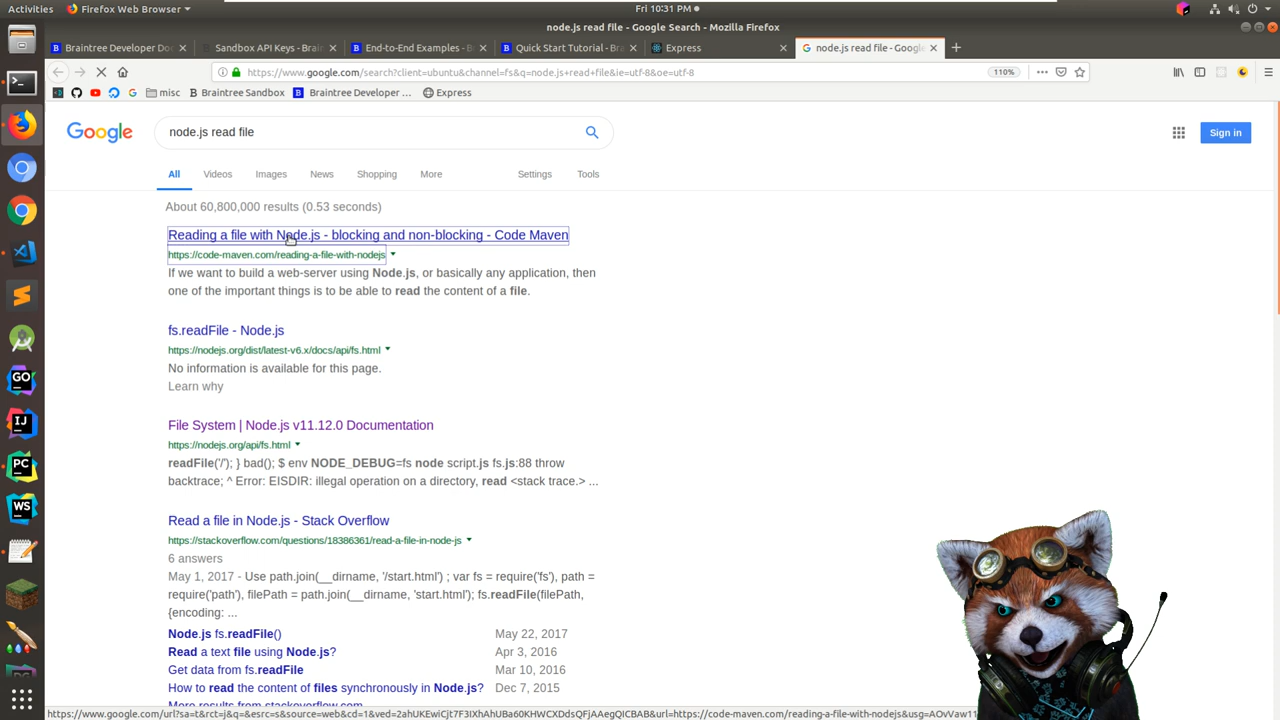 Activities
Firefox Web Browser
Fri 10:31 PM
node.js read file - Google Search - Mozilla Firefox
Braintree Developer Doc
Sandbox API Keys - Brain
End-to-End Examples - B
Quick Start Tutorial - Bra
Express
G node.js read file - Goog
https://www.google.com/search?client=ubuntu&channel=fs&q=node.js+read+file&ie=utf-8&oe=utf-8
110%
misc
B Braintree Sandbox
B Braintree Developer ...
Express
Google
node.js read file
Sign in
All
Videos
Images
News
Shopping
More
Settings
Tools
About 60,800,000 results (0.53 seconds)
Reading a file with Node.js - blocking and non-blocking - Code Maven
https://code-maven.com/reading-a-file-with-nodejs
If we want to build a web-server using Node.js, or basically any application, then
one of the important things is to be able to read the content of a file.
fs.readFile - Node.js
https://nodejs.org/dist/latest-v6.x/docs/api/fs.html
No information is available for this page.
Learn why
File System | Node.js v11.12.0 Documentation
https://nodejs.org/api/fs.html
readFile('/'); } bad(); $ env NODE_DEBUG=fs node script.js fs.js:88 throw
backtrace; ^ Error: EISDIR: illegal operation on a directory, read <stack trace.> ...
Read a file in Node.js - Stack Overflow
https://stackoverflow.com/questions/18386361/read-a-file-in-node-js
6 answers
May 1, 2017 - Use path.join(__dirname, '/start.html') ; var fs = require('fs'), path =
require('path'), filePath = path.join(__dirname, 'start.html'); fs.readFile(filePath,
{encoding: ...
Node.js fs.readFile() May 22, 2017
Read a text file using Node.js? Apr 3, 2016
Get data from fs.readFile Mar 10, 2016
How to read the content of files synchronously in Node.js? Dec 7, 2015
More results from stackoverflow.com
GO
IJ
PC
WS